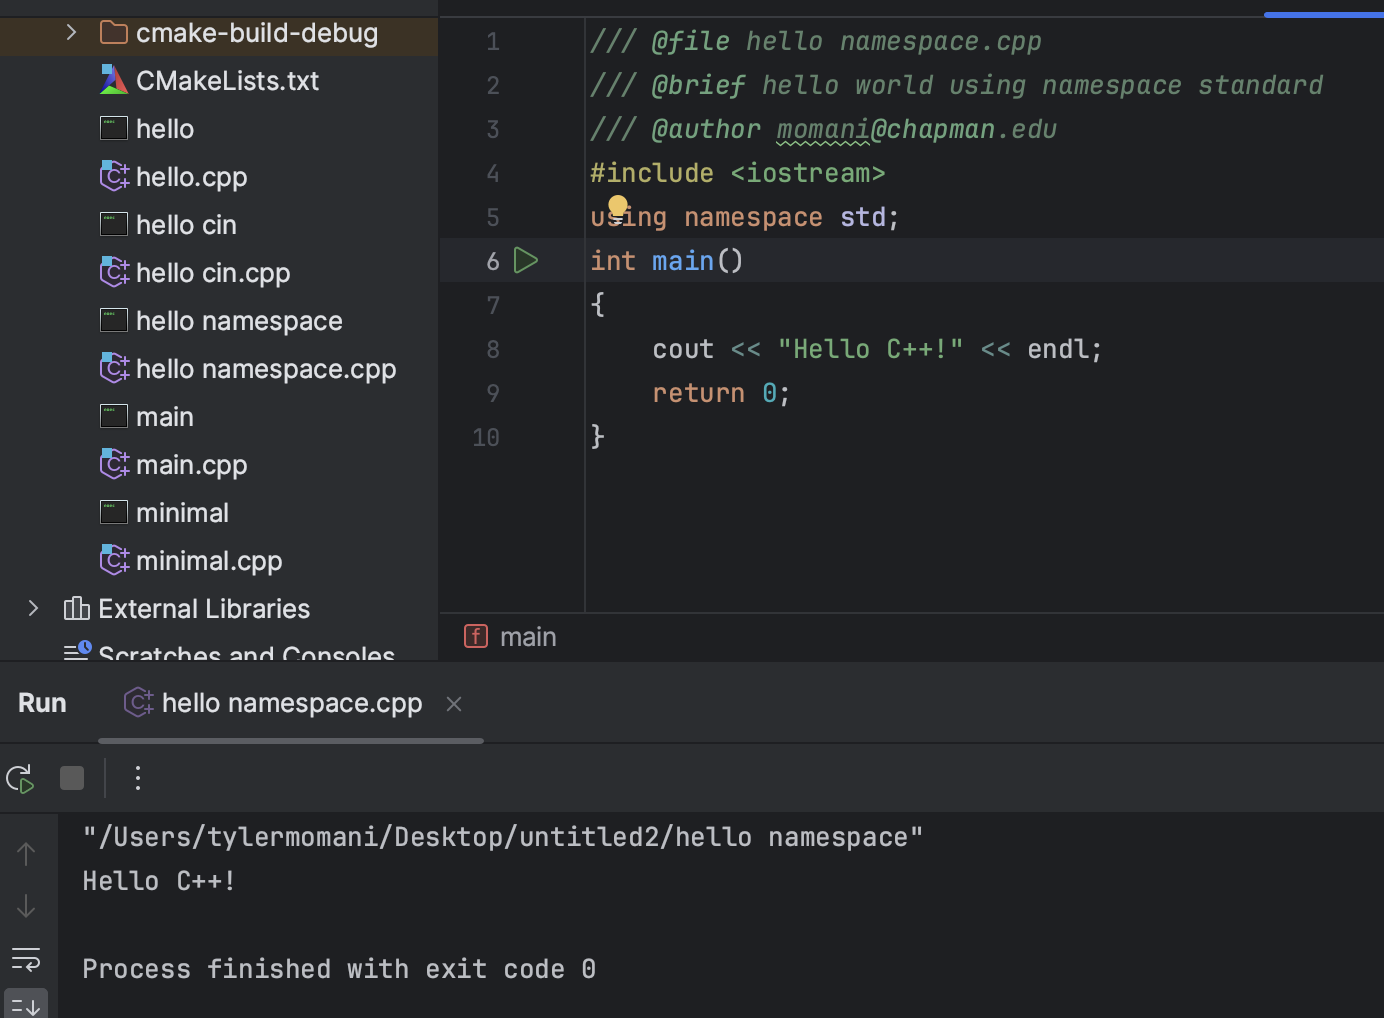 cmake-build-debug
CMakeLists.txt
hello
hello.cpp
hello cin
hello cin.cpp
hello namespace
hello namespace.cpp
main
main.cpp
minimal
minimal.cpp
External Libraries
Scratches and Consoles
1 /// @file hello namespace.cpp
2 /// @brief hello world using namespace standard
3 /// @author momani@chapman.edu
4 #include <iostream>
5 using namespace std;
6 int main()
7 {
8     cout << "Hello C++!" << endl;
9     return 0;
10 }
f main
Run hello namespace.cpp
"/Users/tylermomani/Desktop/untitled2/hello namespace"
Hello C++!
Process finished with exit code 0